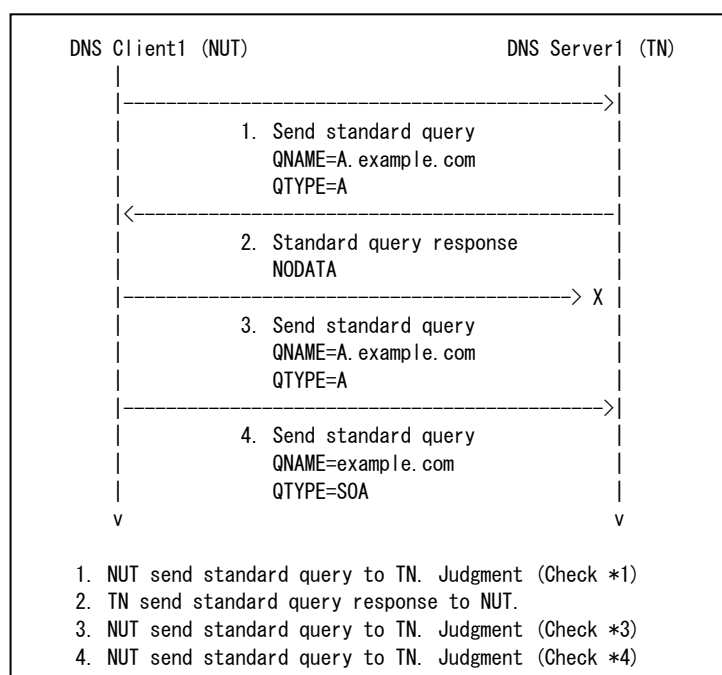 DNS Client1 (NUT) DNS Server1 (TN)
| |
|--------------------------------------------->|
| 1. Send standard query |
| QNAME=A.example.com |
| QTYPE=A |
|<---------------------------------------------|
| 2. Standard query response |
| NODATA |
|------------------------------------------> X |
| 3. Send standard query |
| QNAME=A.example.com |
| QTYPE=A |
|--------------------------------------------->|
| 4. Send standard query |
| QNAME=example.com |
| QTYPE=SOA |
v v
1. NUT send standard query to TN. Judgment (Check *1)
2. TN send standard query response to NUT.
3. NUT send standard query to TN. Judgment (Check *3)
4. NUT send standard query to TN. Judgment (Check *4)